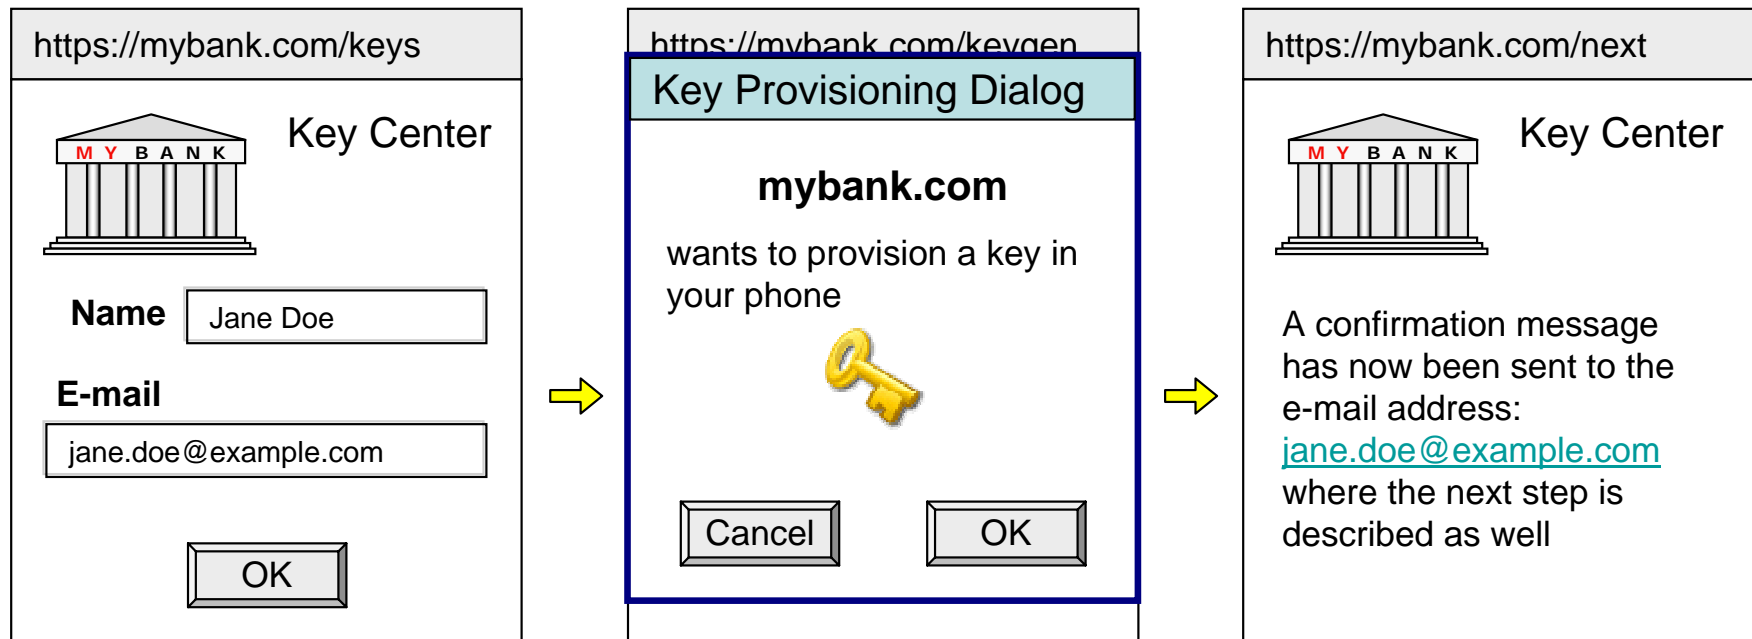 https://mybank.com/keys
MY BANK
Key Center
Name
Jane Doe
E-mail
jane.doe@example.com
OK
https://mybank.com/keygen
Key Provisioning Dialog
mybank.com
wants to provision a key in
your phone
Cancel
OK
https://mybank.com/next
MY BANK
Key Center
A confirmation message
has now been sent to the
e-mail address:
jane.doe@example.com
where the next step is
described as well